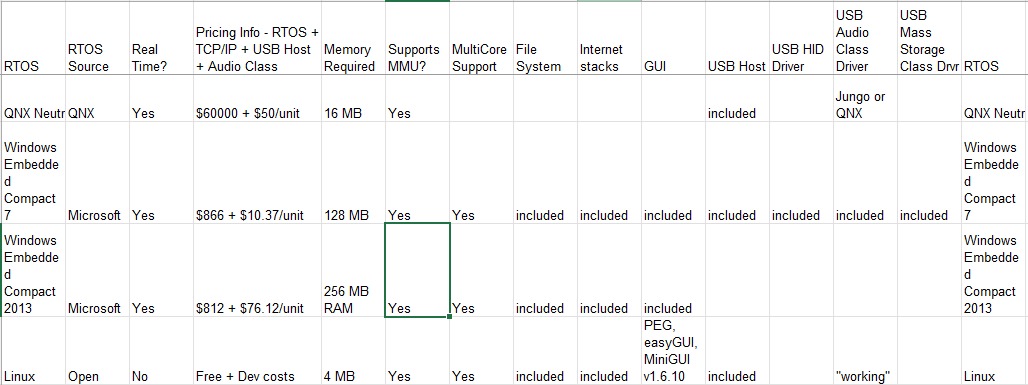 RTOS RTOS Source Real Time? Pricing Info - RTOS + TCP/IP + USB Host + Audio Class Memory Required Supports MMU? MultiCore Support File System Internet stacks GUI USB Host USB HID Driver USB Audio Class Driver USB Mass Storage Class Drvr RTOS
QNX Neutr QNX Yes $60000 + $50/unit 16 MB Yes included Jungo or QNX QNX Neutr
Windows Embedde d Compact 7 Microsoft Yes $866 + $10.37/unit 128 MB Yes Yes included included included included included included included Windows Embedde d Compact 7
Windows Embedde d Compact 2013 Microsoft Yes $812 + $76.12/unit 256 MB RAM Yes Yes included included included Windows Embedde d Compact 2013
Linux Open No Free + Dev costs 4 MB Yes Yes included included PEG, easyGUI, MiniGUI v1.6.10 included "working" Linux